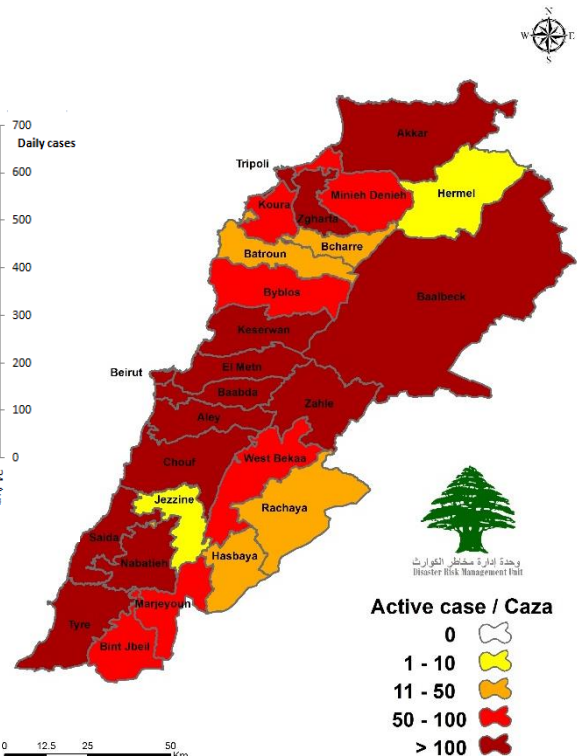 N
W E
S
700
Daily cases
600
500
400
300
200
100
0
Akkar
Tripoli
Minieh Denieh
Hermel
Koura
Zgharta
Bcharre
Batroun
Byblos
Baalbeck
Keserwan
El Metn
Beirut
Baabda
Zahle
Aley
Chouf
West Bekaa
Jezzine
Rachaya
Saida
Nabatieh
Hasbaya
Marjeyoun
Tyre
Bint Jbeil
وحدة إدارة مخاطر الكوارث
Disaster Risk Management Unit
Active case / Caza
0
1 - 10
11 - 50
50 - 100
> 100
0 12.5 25 50
Km